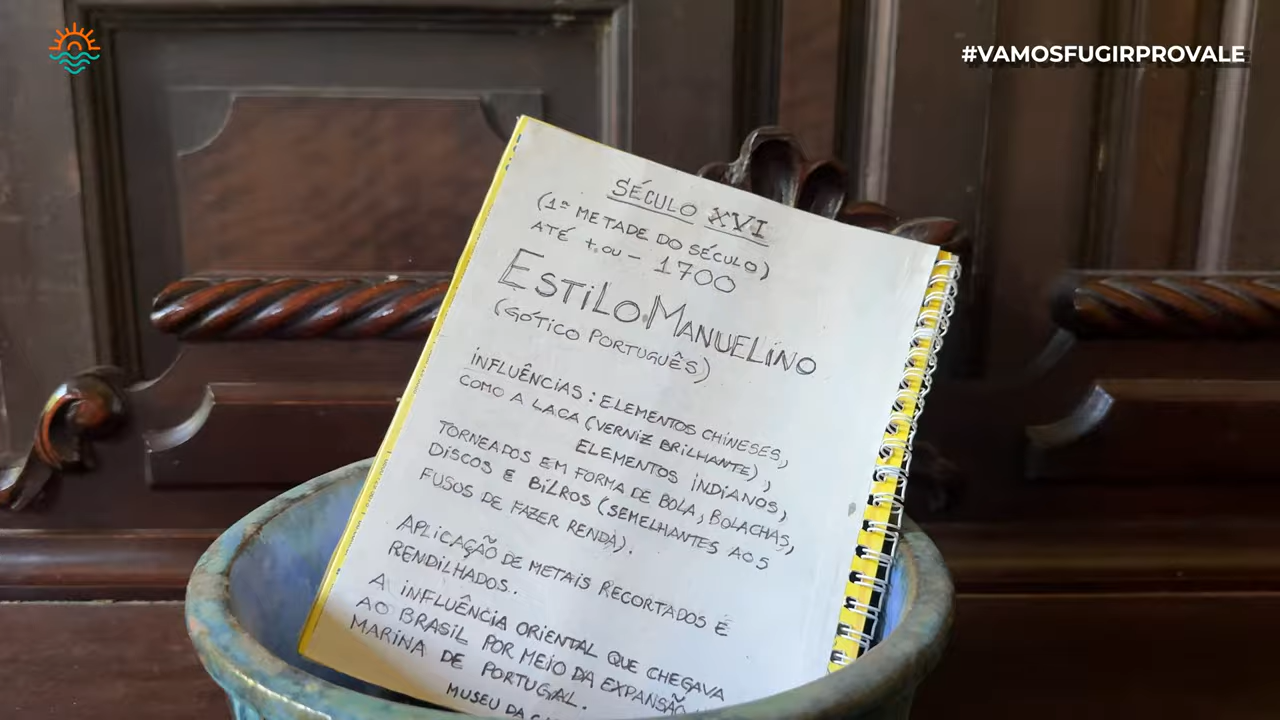 #VAMOSFUGIRPROVALE
SÉCULO XVI
(1ª METADE DO SÉCULO)
ATÉ +.OU - 1700
ESTILO MANUELINO
(GÓTICO PORTUGUÊS)
INFLUÊNCIAS: ELEMENTOS CHINESES,
COMO A LACA (VERNIZ BRILHANTE),
ELEMENTOS INDIANOS,
TORNEADOS EM FORMA DE BOLA, BOLACHAS,
DISCOS E BILROS (SEMELHANTES AOS
FUSOS DE FAZER RENDA).
APLICAÇÃO DE METAIS RECORTADOS E
RENDILHADOS.
A INFLUÊNCIA ORIENTAL QUE CHEGAVA
AO BRASIL POR MEIO DA EXPANSÃO
MARINA DE PORTUGAL.
MUSEU DA